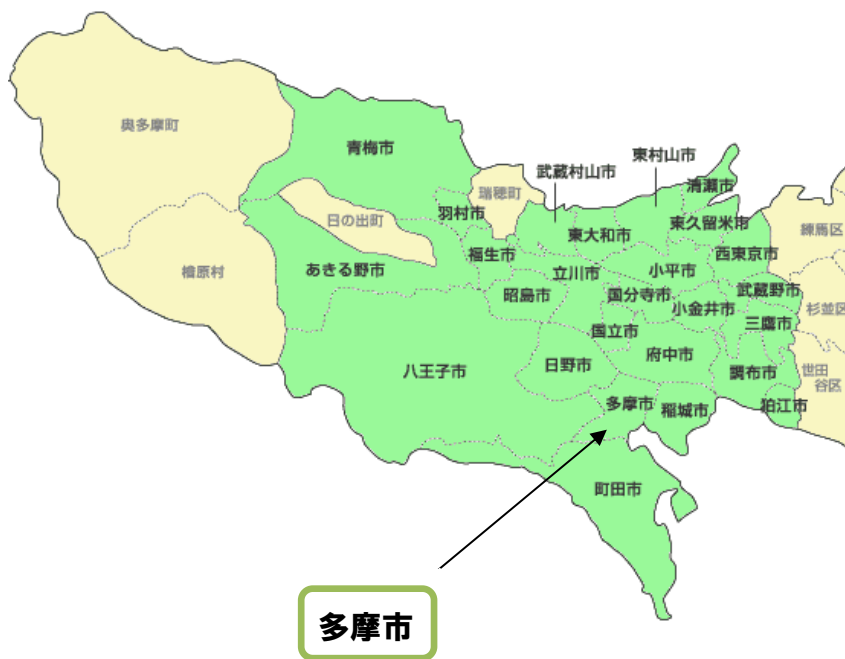 奥多摩町
青梅市
武蔵村山市
東村山市
清瀬市
瑞穂町
羽村市
日の出町
東大和市
東久留米市
練馬区
福生市
西東京市
檜原村
あきる野市
立川市
小平市
昭島市
国分寺市
武蔵野市
小金井市
杉並区
国立市
三鷹市
八王子市
日野市
府中市
調布市
世田
谷区
多摩市
稲城市
狛江市
町田市
多摩市